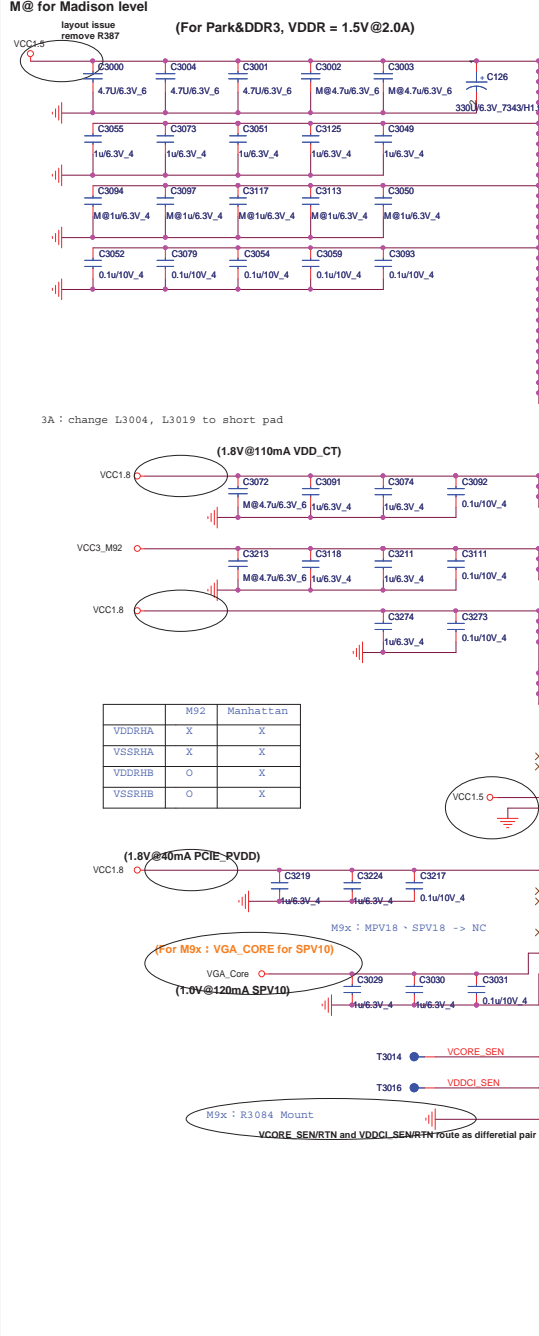 M@ for Madison level
layout issue
remove R387
(For Park&DDR3, VDDR = 1.5V@2.0A)
VCC1.5
C3000 C3004 C3001 C3002 C3003 C126
4.7U/6.3V_6 4.7U/6.3V_6 4.7U/6.3V_6 M@4.7u/6.3V_6 M@4.7u/6.3V_6 +
330U/6.3V_7343/H1.
C3055 C3073 C3051 C3125 C3049
1u/6.3V_4 1u/6.3V_4 1u/6.3V_4 1u/6.3V_4 1u/6.3V_4
C3094 C3097 C3117 C3113 C3050
M@1u/6.3V_4 M@1u/6.3V_4 M@1u/6.3V_4 M@1u/6.3V_4 M@1u/6.3V_4
C3052 C3079 C3054 C3059 C3093
0.1u/10V_4 0.1u/10V_4 0.1u/10V_4 0.1u/10V_4 0.1u/10V_4
3A：change L3004, L3019 to short pad
(1.8V@110mA VDD_CT)
VCC1.8
C3072 C3091 C3074 C3092
M@4.7u/6.3V_6 1u/6.3V_4 1u/6.3V_4 0.1u/10V_4
VCC3_M92
C3213 C3118 C3211 C3111
M@4.7u/6.3V_6 1u/6.3V_4 1u/6.3V_4 0.1u/10V_4
VCC1.8
C3274 C3273
1u/6.3V_4 0.1u/10V_4
M92 Manhattan
VDDRHA X X
VSSRHA X X
VDDRHB O X
VSSRHB O X
VCC1.5
(1.8V@40mA PCIE_PVDD)
VCC1.8
C3219 C3224 C3217
1u/6.3V_4 1u/6.3V_4 0.1u/10V_4
M9x：MPV18、SPV18 -> NC
(For M9x：VGA_CORE for SPV10)
VGA_Core
(1.0V@120mA SPV10)
C3029 C3030 C3031
1u/6.3V_4 1u/6.3V_4 0.1u/10V_4
T3014 VCORE_SEN
T3016 VDDCI_SEN
M9x：R3084 Mount
VCORE_SEN/RTN and VDDCI_SEN/RTN route as differetial pair